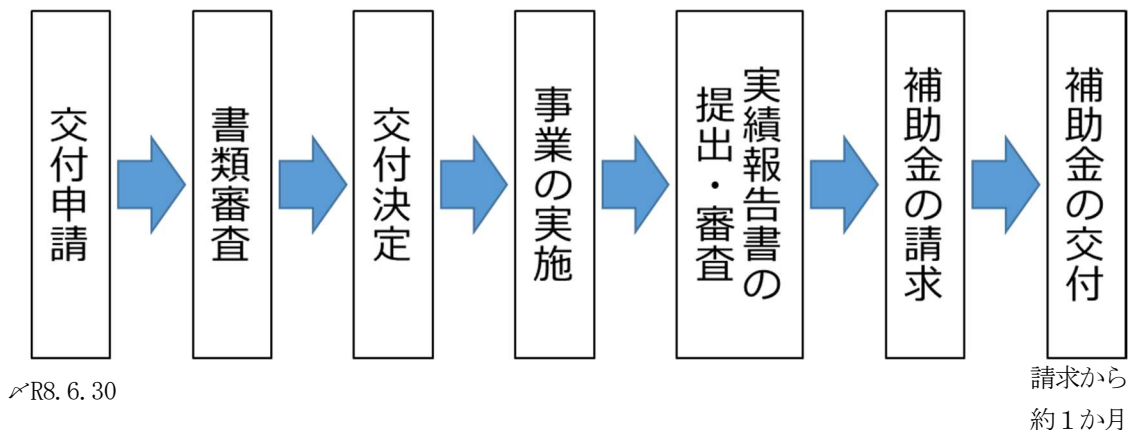 交付申請
書類審査
交付決定
事業の実施
実績報告書の
提出・審査
補助金の請求
補助金の交付
〆R8.6.30
請求から
約１か月